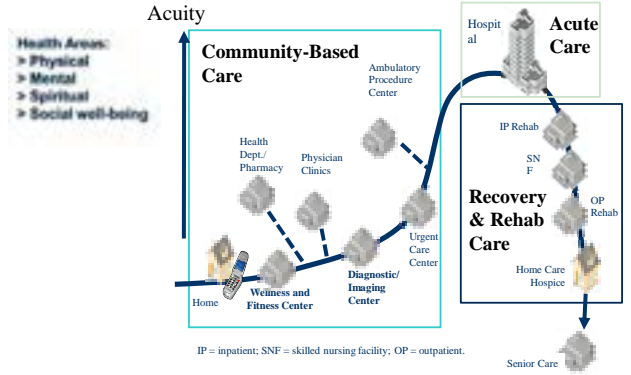 Acuity
Health Areas:
> Physical
> Mental
> Spiritual
> Social well-being
Community-Based
Care
Ambulatory
Procedure
Center
Health
Dept./
Pharmacy
Physician
Clinics
Urgent
Care
Center
Diagnostic/
Imaging
Center
Wellness and
Fitness Center
Home
Hospit
al
Acute
Care
IP Rehab
SN
F
OP
Rehab
Recovery
& Rehab
Care
Home Care
Hospice
Senior Care
IP = inpatient; SNF = skilled nursing facility; OP = outpatient.